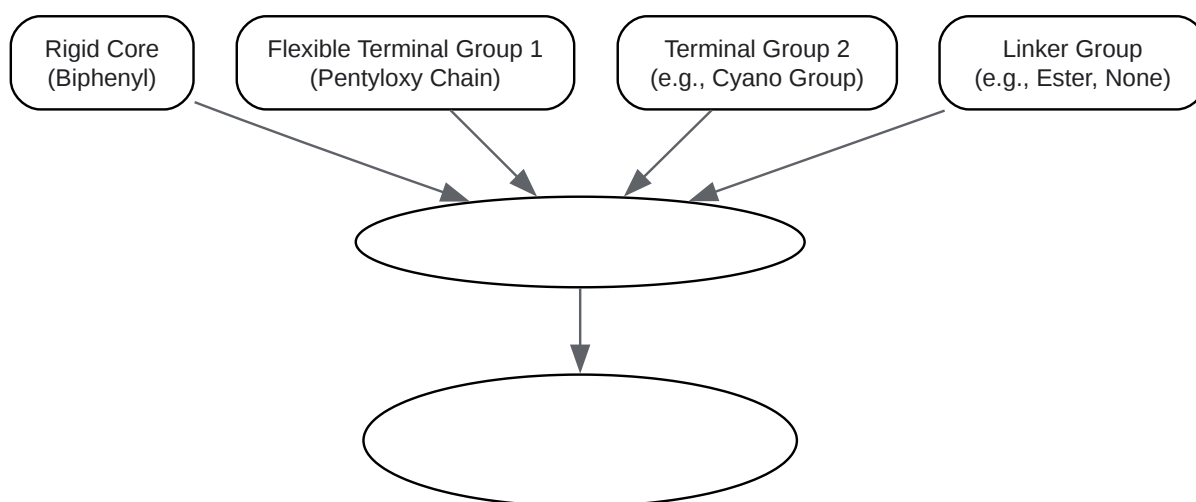 Rigid Core
(Biphenyl)
Flexible Terminal Group 1
(Pentyloxy Chain)
Terminal Group 2
(e.g., Cyano Group)
Linker Group
(e.g., Ester, None)